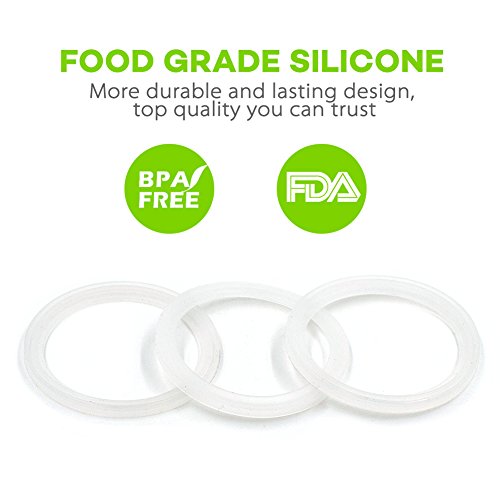 FOOD GRADE SILICONE
More durable and lasting design,
top quality you can trust
BPA
FREE
FDA